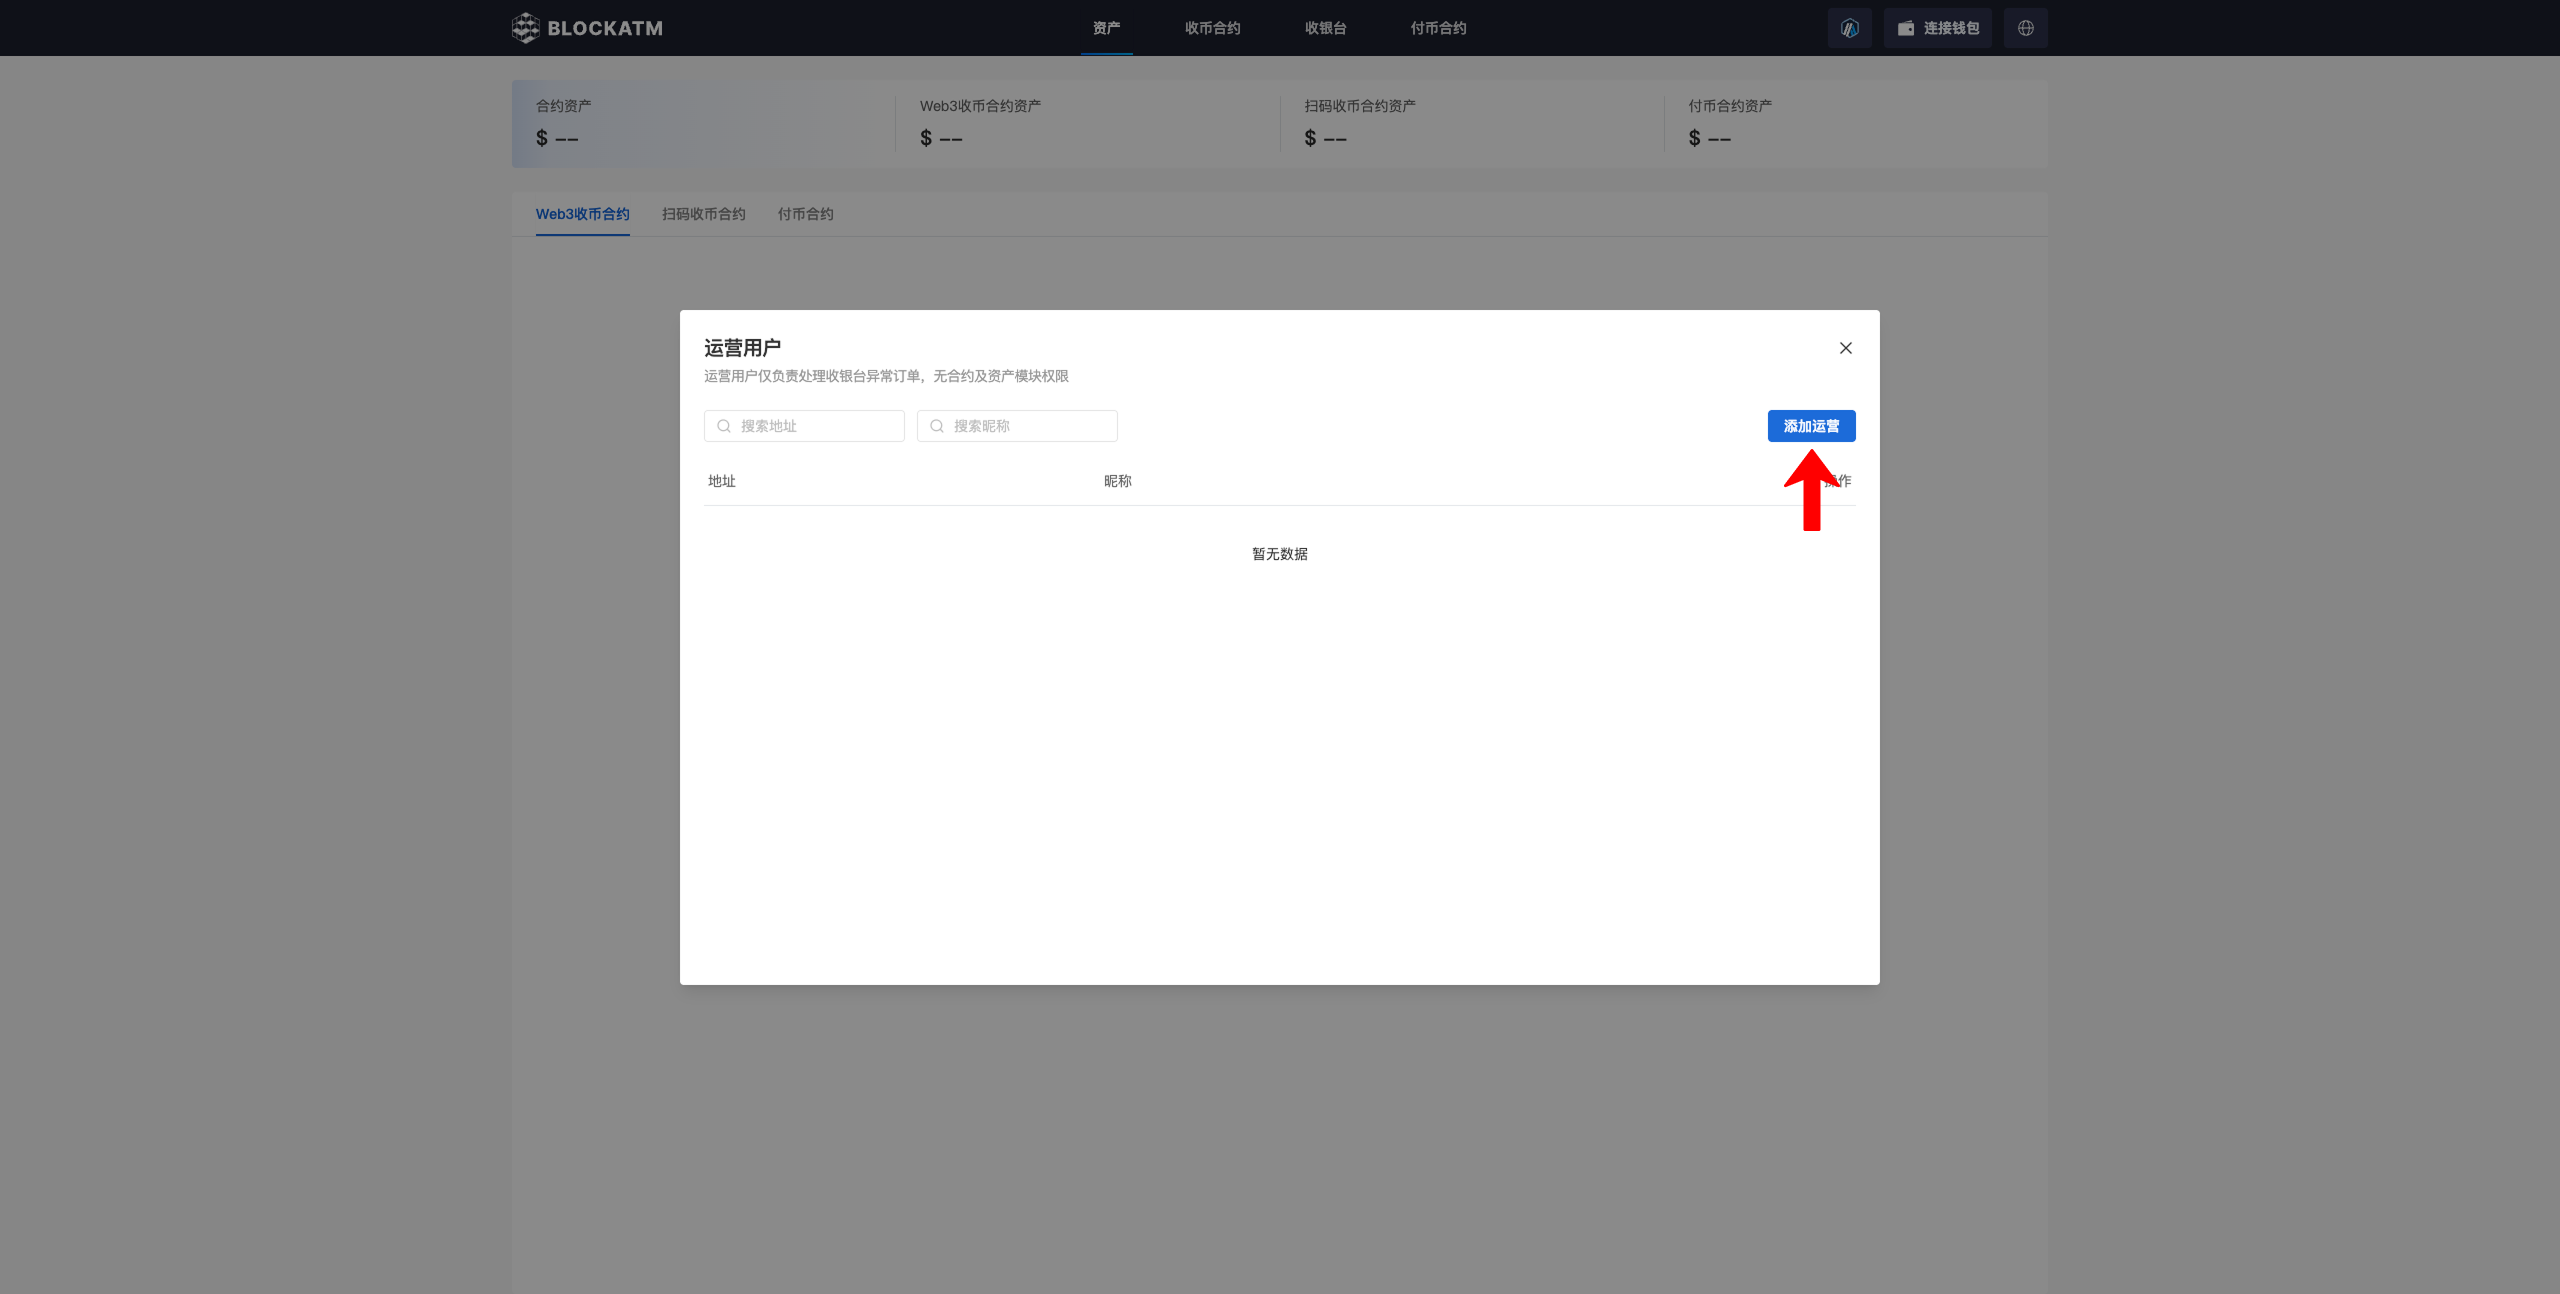 BLOCKATM
资产
收币合约
收银台
付币合约
连接钱包
合约资产
$ --
Web3收币合约资产
$ --
扫码收币合约资产
$ --
付币合约资产
$ --
Web3收币合约
扫码收币合约
付币合约
运营用户
运营用户仅负责处理收银台异常订单，无合约及资产模块权限
搜索地址
搜索昵称
添加运营
地址
昵称
操作
暂无数据